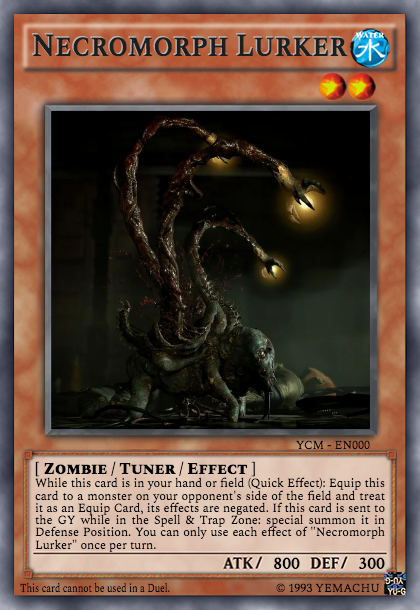 NECROMORPH LURKER
WATER
水
YCM - EN000
[ ZOMBIE / TUNER / EFFECT ]
While this card is in your hand or field (Quick Effect): Equip this
card to a monster on your opponent's side of the field and treat
it as an Equip Card, its effects are negated. If this card is sent to
the GY while in the Spell & Trap Zone: special summon it in
Defense Position. You can only use each effect of "Necromorph
Lurker" once per turn.
ATK/ 800 DEF/ 300
This card cannot be used in a Duel.
© 1993 YEMACHU